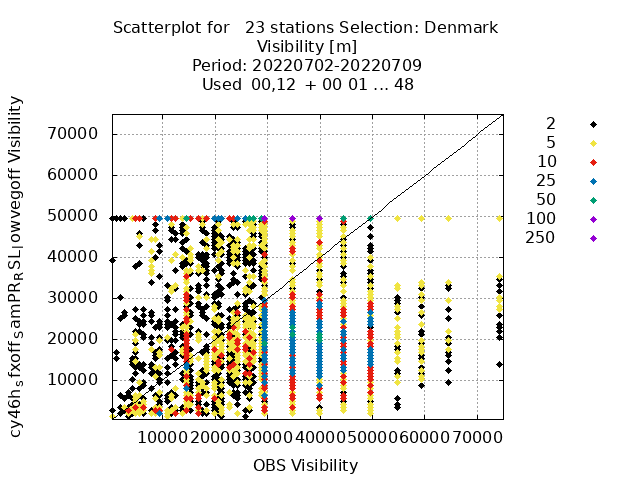 Scatterplot for   23 stations Selection: Denmark
Visibility [m]
Period: 20220702-20220709
Used  00,12  + 00 01 ... 48
70000
60000
50000
40000
30000
20000
10000
cy46h_sfxoff_samPR_RSL_lowvegoff Visibility
10000 20000 30000 40000 50000 60000 70000
OBS Visibility
2
5
10
25
50
100
250